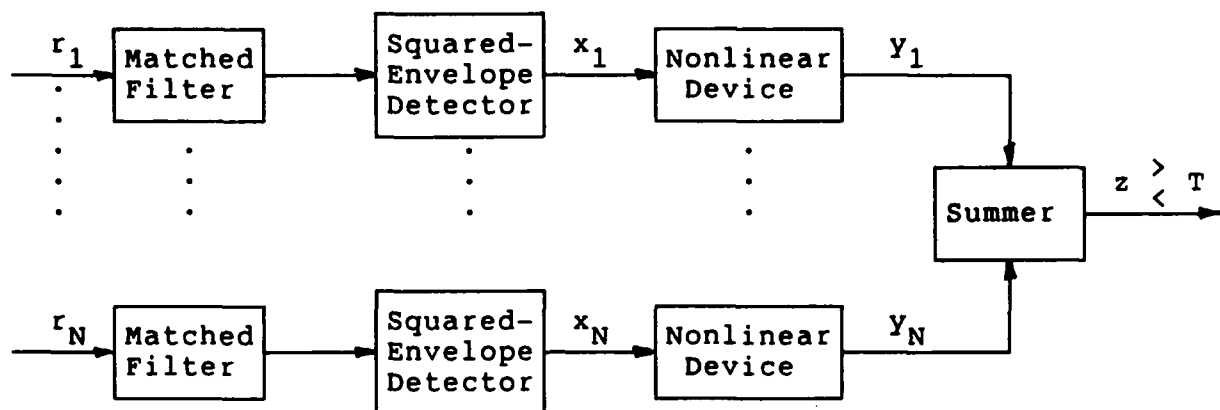 r1
Matched
Filter
Squared-
Envelope
Detector
x1
Nonlinear
Device
y1
Summer
z > < T
rN
Matched
Filter
Squared-
Envelope
Detector
xN
Nonlinear
Device
yN